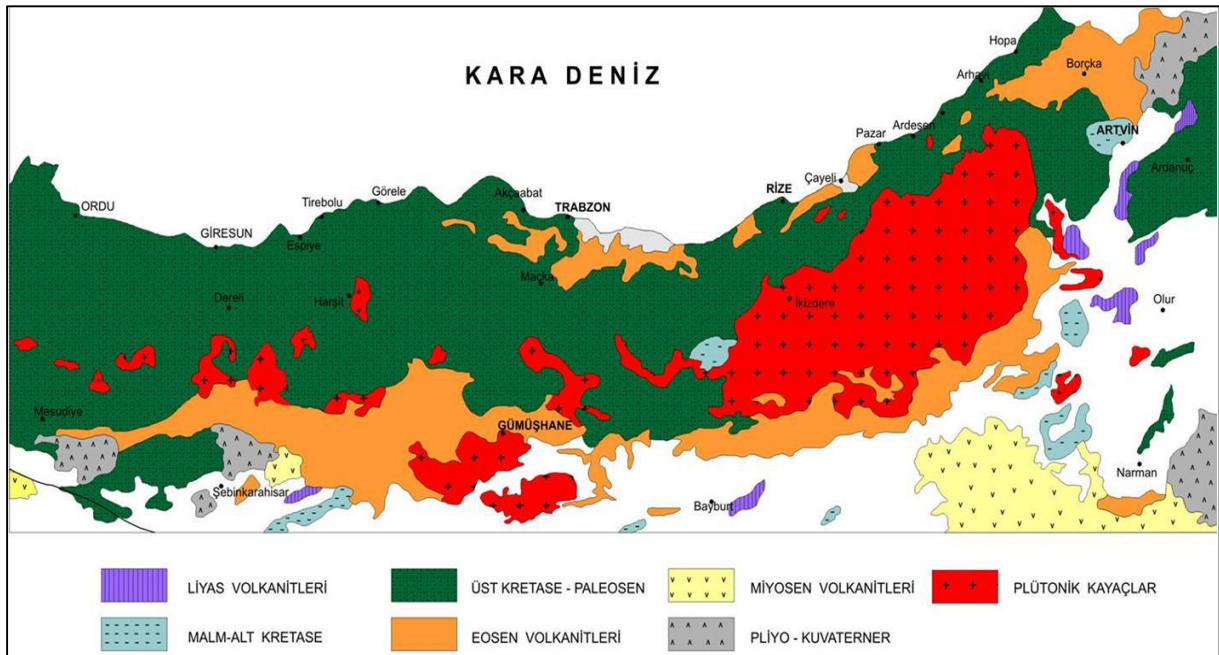 Hopa
Borçka
KARA DENİZ
Arhavi
Ardeşen
Pazar
ARTVİN
Ardanuç
Çayeli
RİZE
Akçaabat
TRABZON
Görele
Tirebolu
ORDU
GİRESUN
Espiye
Maçka
Harşit
Dereli
İkizdere
Olur
Mesudiye
GÜMÜŞHANE
Narman
Şebinkarahisar
Bayburt
LİYAS VOLKANİTLERİ
ÜST KRETASE - PALEOSEN
MİYOSEN VOLKANİTLERİ
PLÜTONİK KAYAÇLAR
MALM-ALT KRETASE
EOSEN VOLKANİTLERİ
PLİYO - KUVATERNER